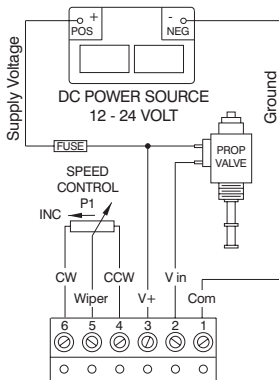 +
-
POS
NEG
Supply Voltage
DC POWER SOURCE
12 - 24 VOLT
Ground
FUSE
PROP
VALVE
SPEED
CONTROL
P1
INC
CW
CCW
V in
Wiper
V+
Com
6 5 4 3 2 1